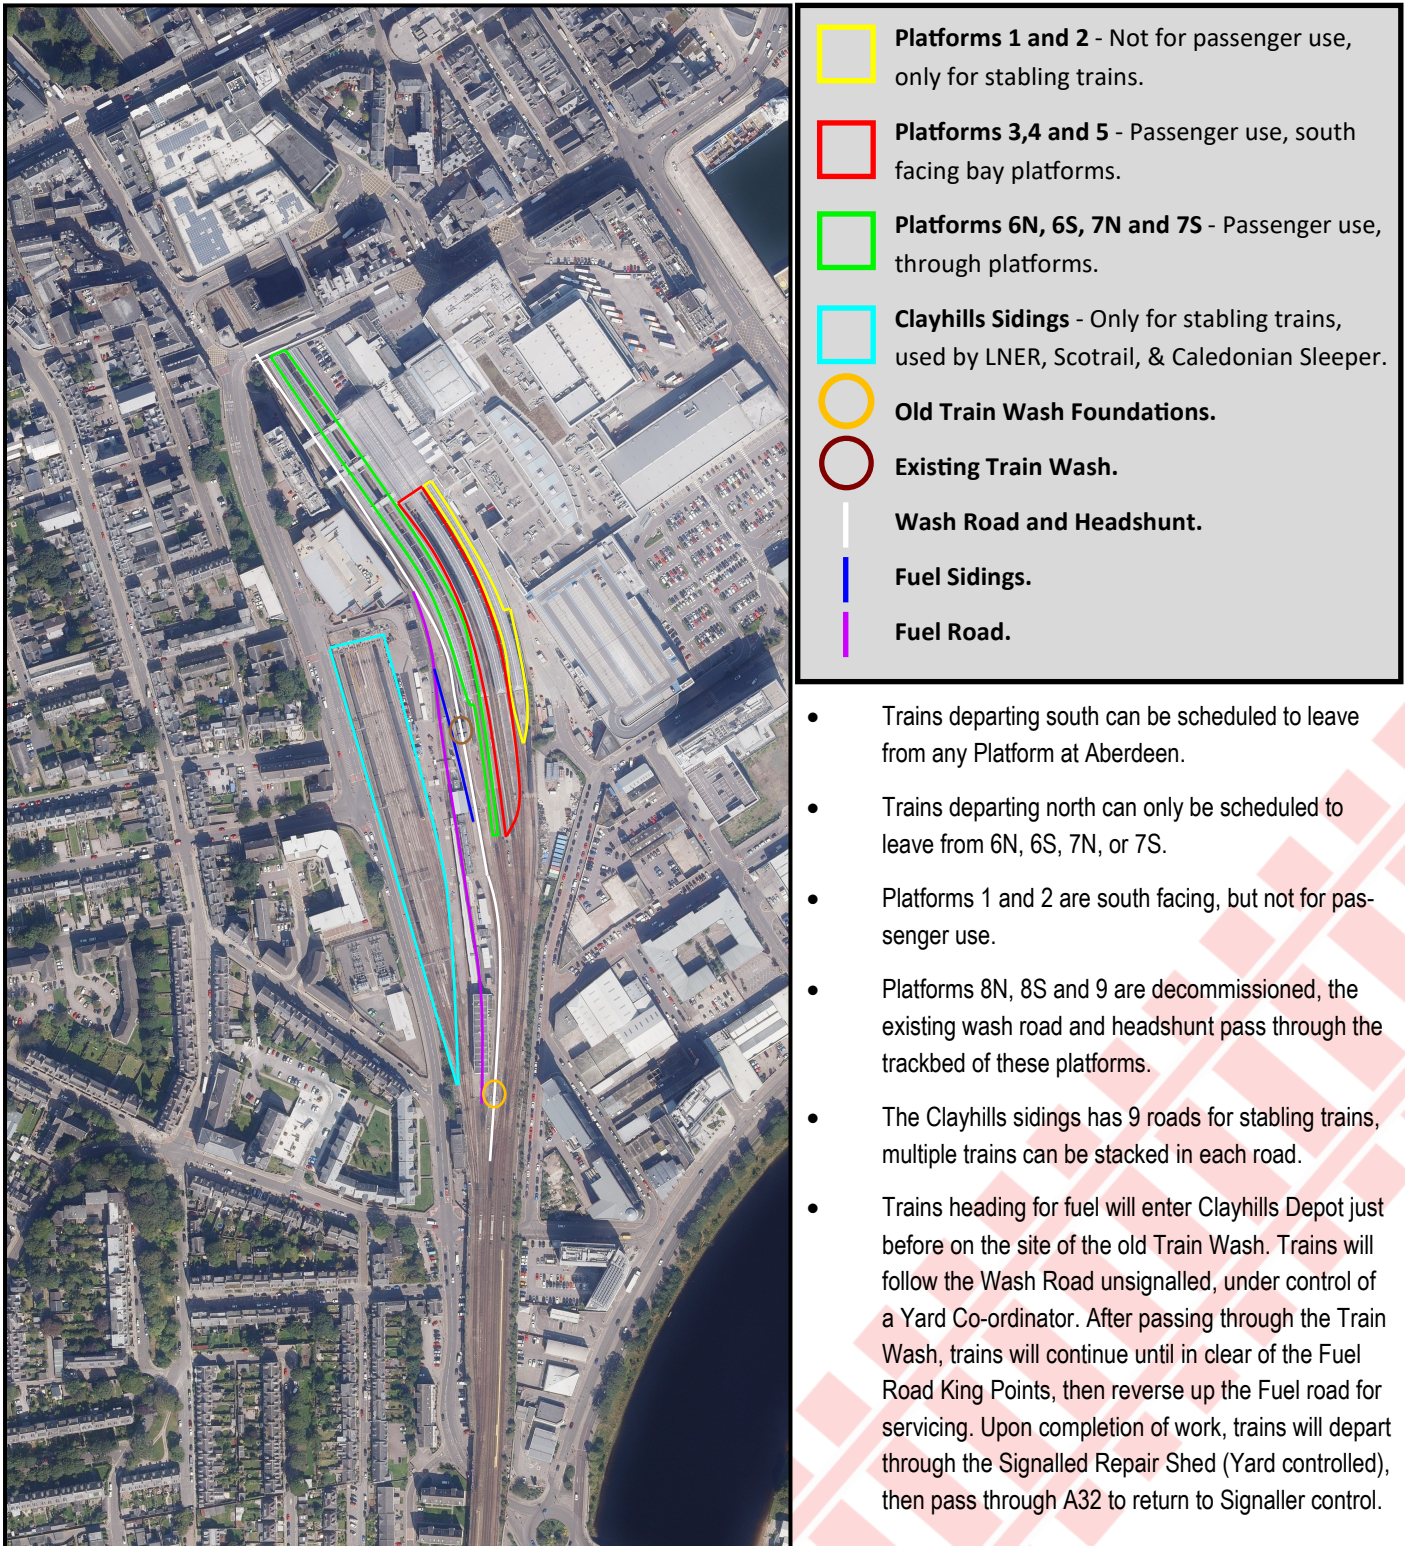 Platforms 1 and 2 - Not for passenger use,
only for stabling trains.
Platforms 3,4 and 5 - Passenger use, south
facing bay platforms.
Platforms 6N, 6S, 7N and 7S - Passenger use,
through platforms.
Clayhills Sidings - Only for stabling trains,
used by LNER, Scotrail, & Caledonian Sleeper.
Old Train Wash Foundations.
Existing Train Wash.
Wash Road and Headshunt.
Fuel Sidings.
Fuel Road.
• Trains departing south can be scheduled to leave
from any Platform at Aberdeen.
• Trains departing north can only be scheduled to
leave from 6N, 6S, 7N, or 7S.
• Platforms 1 and 2 are south facing, but not for pas-
senger use.
• Platforms 8N, 8S and 9 are decommissioned, the
existing wash road and headshunt pass through the
trackbed of these platforms.
• The Clayhills sidings has 9 roads for stabling trains,
multiple trains can be stacked in each road.
• Trains heading for fuel will enter Clayhills Depot just
before on the site of the old Train Wash. Trains will
follow the Wash Road unsignalled, under control of
a Yard Co-ordinator. After passing through the Train
Wash, trains will continue until in clear of the Fuel
Road King Points, then reverse up the Fuel road for
servicing. Upon completion of work, trains will depart
through the Signalled Repair Shed (Yard controlled),
then pass through A32 to return to Signaller control.